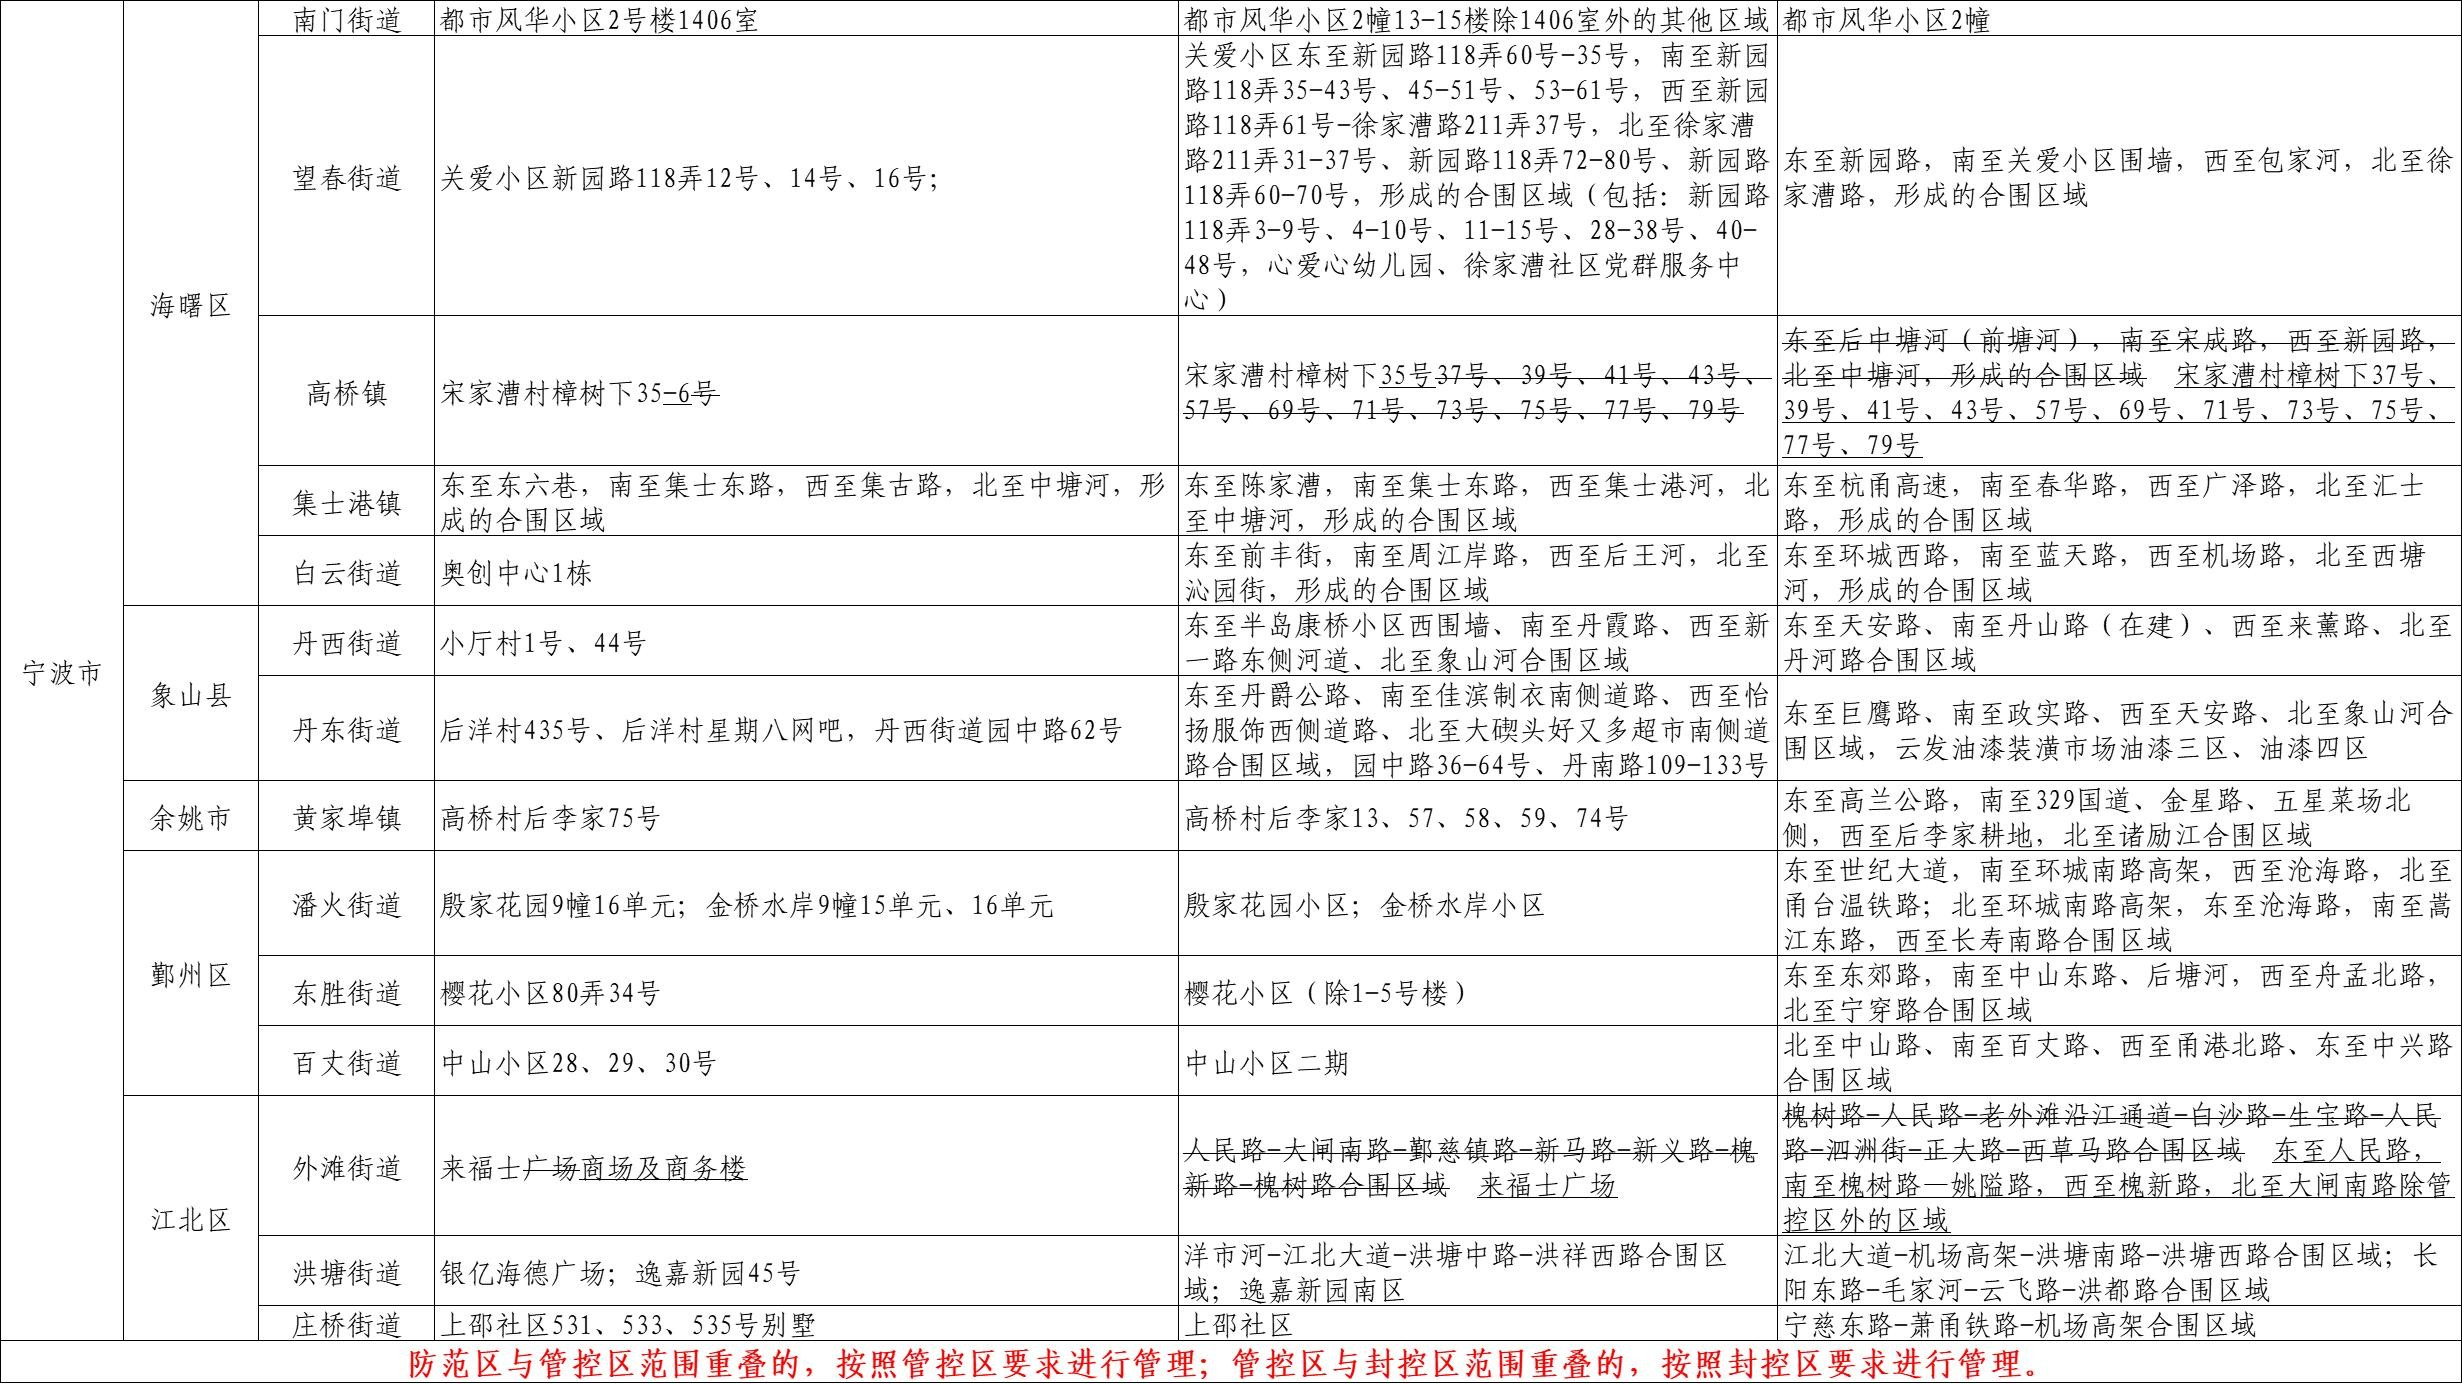 宁波市
海曙区
南门街道
都市风华小区2号楼1406室
都市风华小区2幢13-15楼除1406室外的其他区域
都市风华小区2幢
望春街道
关爱小区新园路118弄12号、14号、16号;
关爱小区东至新园路118弄60号-35号，南至新园
路118弄35-43号、45-51号、53-61号，西至新园
路118弄61号-徐家漕路211弄37号，北至徐家漕
路211弄31-37号、新园路118弄72-80号、新园路
118弄60-70号，形成的合围区域（包括：新园路
118弄3-9号、4-10号、11-15号、28-38号、40-
48号，心爱心幼儿园、徐家漕社区党群服务中
心）
东至新园路，南至关爱小区围墙，西至包家河，北至徐
家漕路，形成的合围区域
高桥镇
宋家漕村樟树下35-6号
宋家漕村樟树下35号37号、39号、41号、43号、
57号、69号、71号、73号、75号、77号、79号
东至后中塘河（前塘河），南至宋成路，西至新园路，
北至中塘河，形成的合围区域 宋家漕村樟树下37号、
39号、41号、43号、57号、69号、71号、73号、75号、
77号、79号
集士港镇
东至东六巷，南至集士东路，西至集古路，北至中塘河，形
成的合围区域
东至陈家漕，南至集士东路，西至集士港河，北
至中塘河，形成的合围区域
东至杭甬高速，南至春华路，西至广泽路，北至汇士
路，形成的合围区域
白云街道
奥创中心1栋
东至前丰街，南至周江岸路，西至后王河，北至
沁园街，形成的合围区域
东至环城西路，南至蓝天路，西至机场路，北至西塘
河，形成的合围区域
象山县
丹西街道
小厅村1号、44号
东至半岛康桥小区西围墙、南至丹霞路、西至新
一路东侧河道、北至象山河合围区域
东至天安路、南至丹山路（在建）、西至来薰路、北至
丹河路合围区域
丹东街道
后洋村435号、后洋村星期八网吧，丹西街道园中路62号
东至丹爵公路、南至佳滨制衣南侧道路、西至怡
扬服饰西侧道路、北至大碶头好又多超市南侧道
路合围区域，园中路36-64号、丹南路109-133号
东至巨鹰路、南至政实路、西至天安路、北至象山河合
围区域，云发油漆装潢市场油漆三区、油漆四区
余姚市
黄家埠镇
高桥村后李家75号
高桥村后李家13、57、58、59、74号
东至高兰公路，南至329国道、金星路、五星菜场北
侧，西至后李家耕地，北至诸励江合围区域
鄞州区
潘火街道
殷家花园9幢16单元；金桥水岸9幢15单元、16单元
殷家花园小区；金桥水岸小区
东至世纪大道，南至环城南路高架，西至沧海路，北至
甬台温铁路；北至环城南路高架，东至沧海路，南至嵩
江东路，西至长寿南路合围区域
东胜街道
樱花小区80弄34号
樱花小区（除1-5号楼）
东至东郊路，南至中山东路、后塘河，西至舟孟北路，
北至宁穿路合围区域
百丈街道
中山小区28、29、30号
中山小区二期
北至中山路、南至百丈路、西至甬港北路、东至中兴路
合围区域
江北区
外滩街道
来福士广场商场及商务楼
人民路-大闸南路-鄞慈镇路-新马路-新义路-槐
新路-槐树路合围区域 来福士广场
槐树路-人民路-老外滩沿江通道-白沙路-生宝路-人民
路-泗洲街-正大路-西草马路合围区域 东至人民路，
南至槐树路—姚隘路，西至槐新路，北至大闸南路除管
控区外的区域
洪塘街道
银亿海德广场；逸嘉新园45号
洋市河-江北大道-洪塘中路-洪祥西路合围区
域；逸嘉新园南区
江北大道-机场高架-洪塘南路-洪塘西路合围区域；长
阳东路-毛家河-云飞路-洪都路合围区域
庄桥街道
上邵社区531、533、535号别墅
上邵社区
宁慈东路-萧甬铁路-机场高架合围区域
防范区与管控区范围重叠的，按照管控区要求进行管理；管控区与封控区范围重叠的，按照封控区要求进行管理。